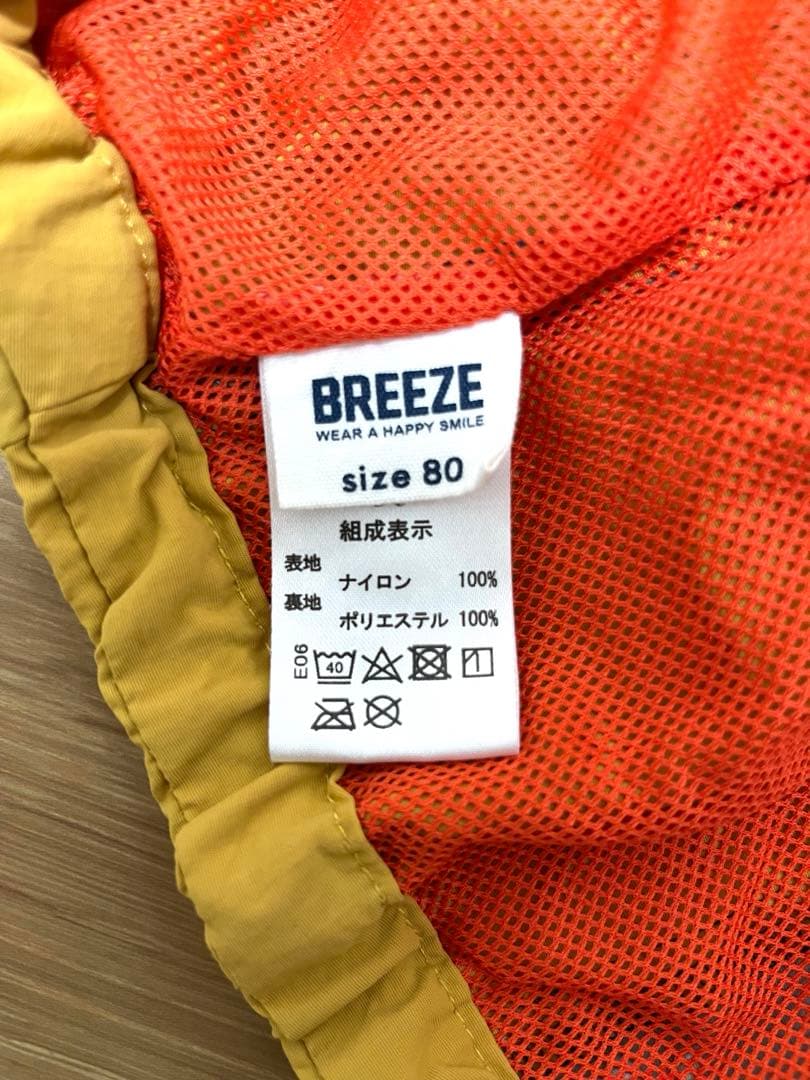 BREEZE
WEAR A HAPPY SMILE
size 80
組成表示
表地
ナイロン 100%
裏地
ポリエステル 100%
E06
40